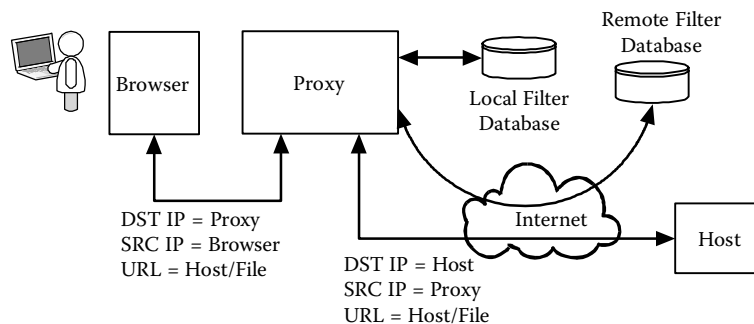 Remote Filter
Database
Browser
Proxy
Local Filter
Database
DST IP = Proxy
SRC IP = Browser
URL = Host/File
Internet
Host
DST IP = Host
SRC IP = Proxy
URL = Host/File